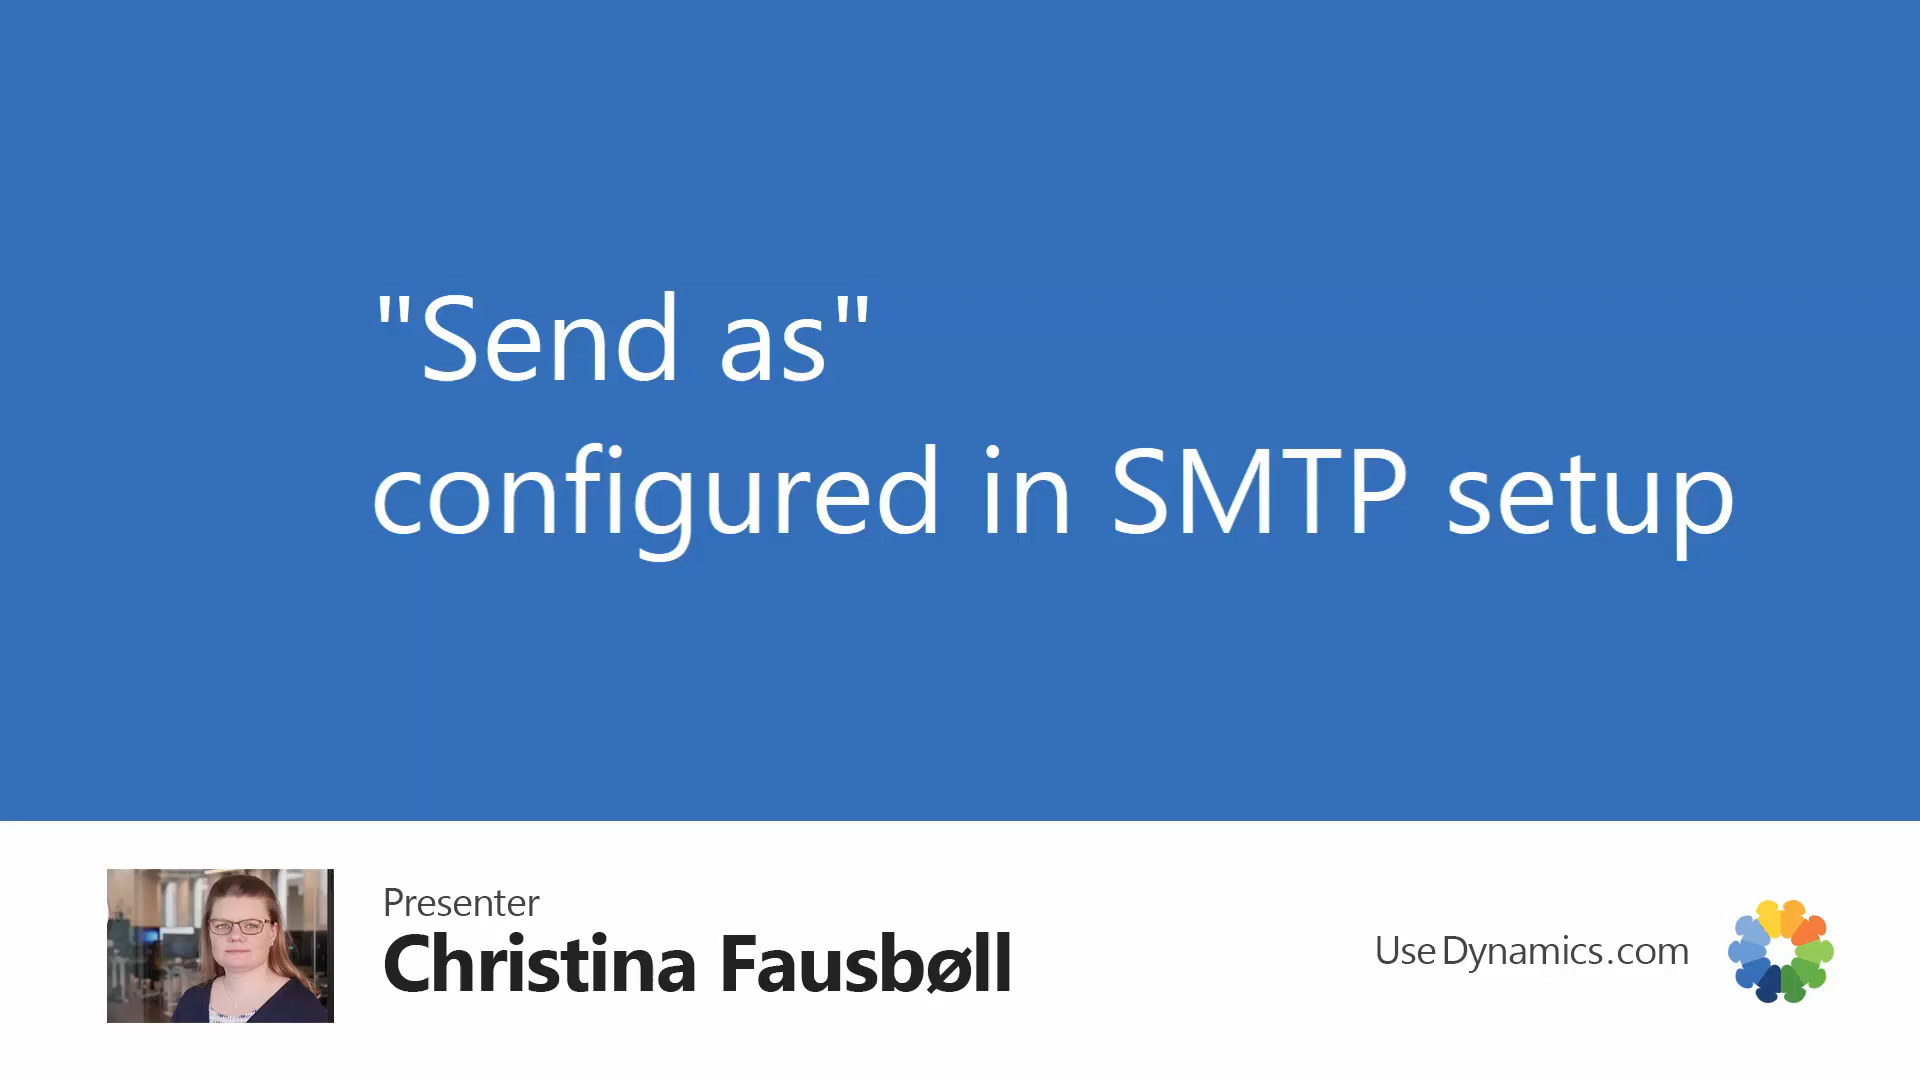 "Send as"
configured in SMTP setup
Presenter
Christina Fausbøll
UseDynamics.com